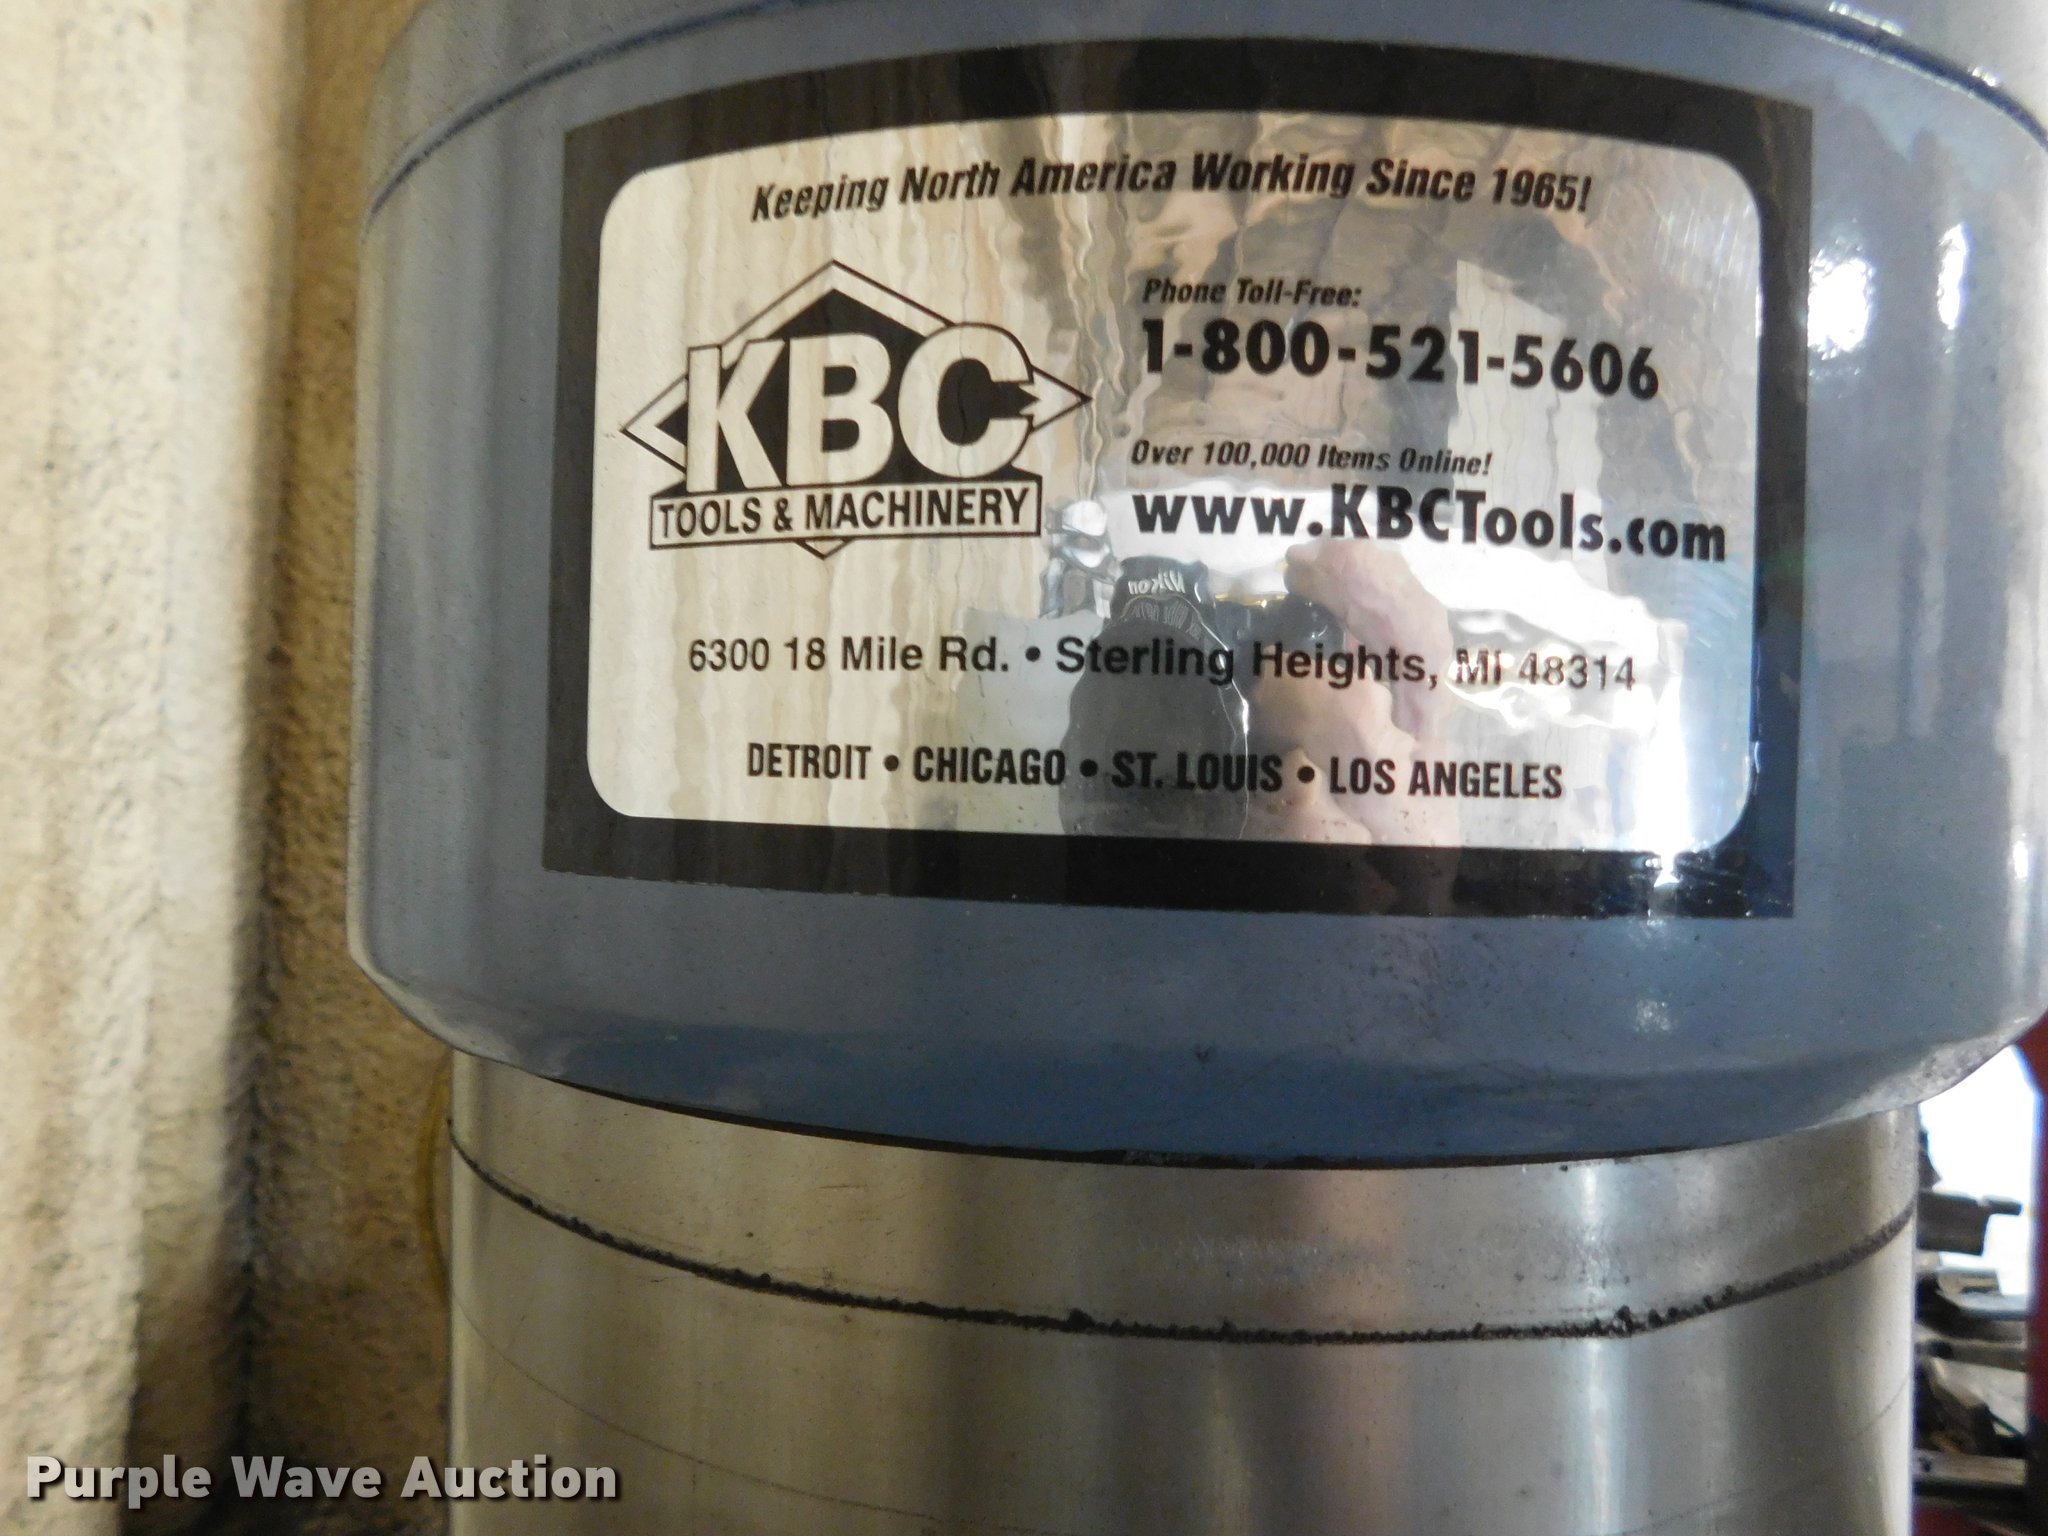 Keeping North America Working Since 1965!
KBC
TOOLS & MACHINERY
Phone Toll-Free:
1-800-521-5606
Over 100,000 Items Online!
www.KBCTools.com
Nikon
6300 18 Mile Rd. • Sterling Heights, MI 48314
DETROIT • CHICAGO • ST. LOUIS • LOS ANGELES
Purple Wave Auction